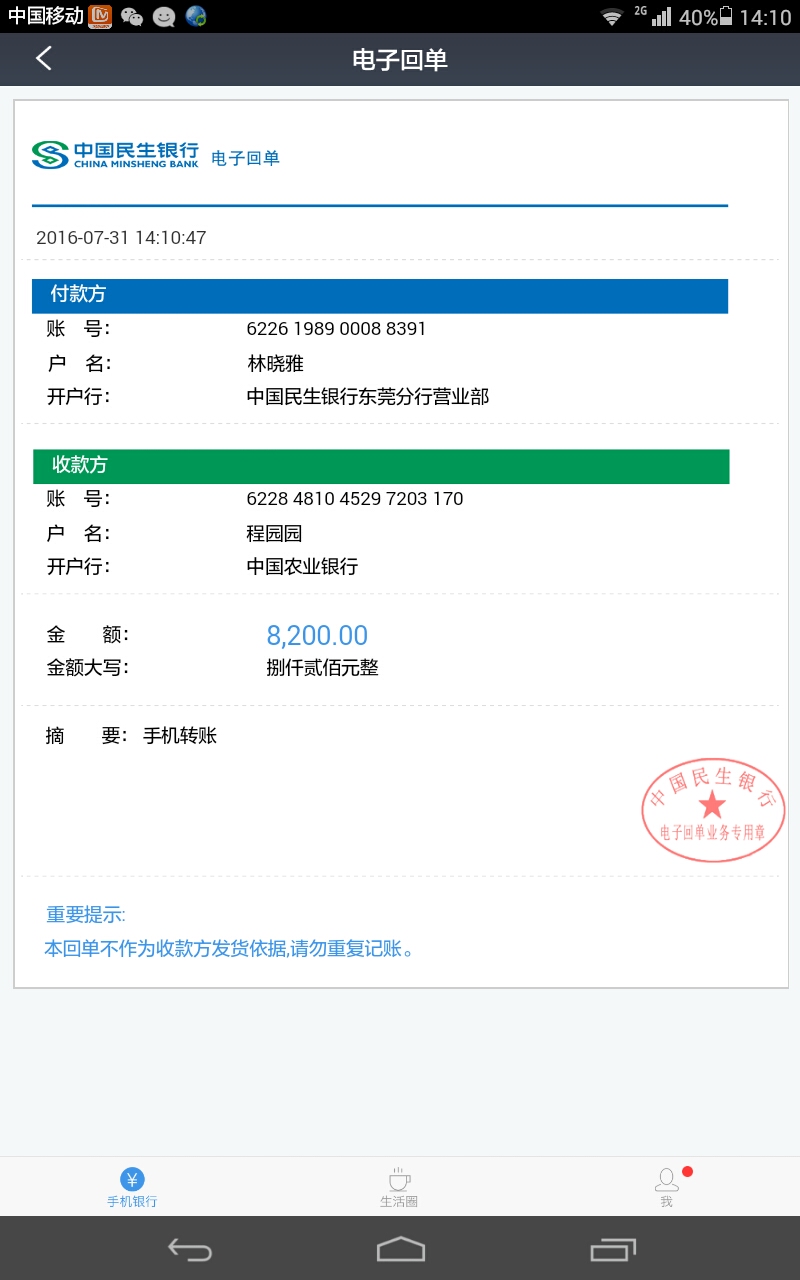 中国移动 2G 40% 14:10
电子回单
中国民生银行 电子回单
CHINA MINSHENG BANK
2016-07-31 14:10:47
付款方
账 号: 6226 1989 0008 8391
户 名: 林晓雅
开户行: 中国民生银行东莞分行营业部
收款方
账 号: 6228 4810 4529 7203 170
户 名: 程园园
开户行: 中国农业银行
金 额: 8,200.00
金额大写: 捌仟贰佰元整
摘 要: 手机转账
中国民生银行
电子回单业务专用章
重要提示:
本回单不作为收款方发货依据,请勿重复记账。
手机银行 生活圈 我